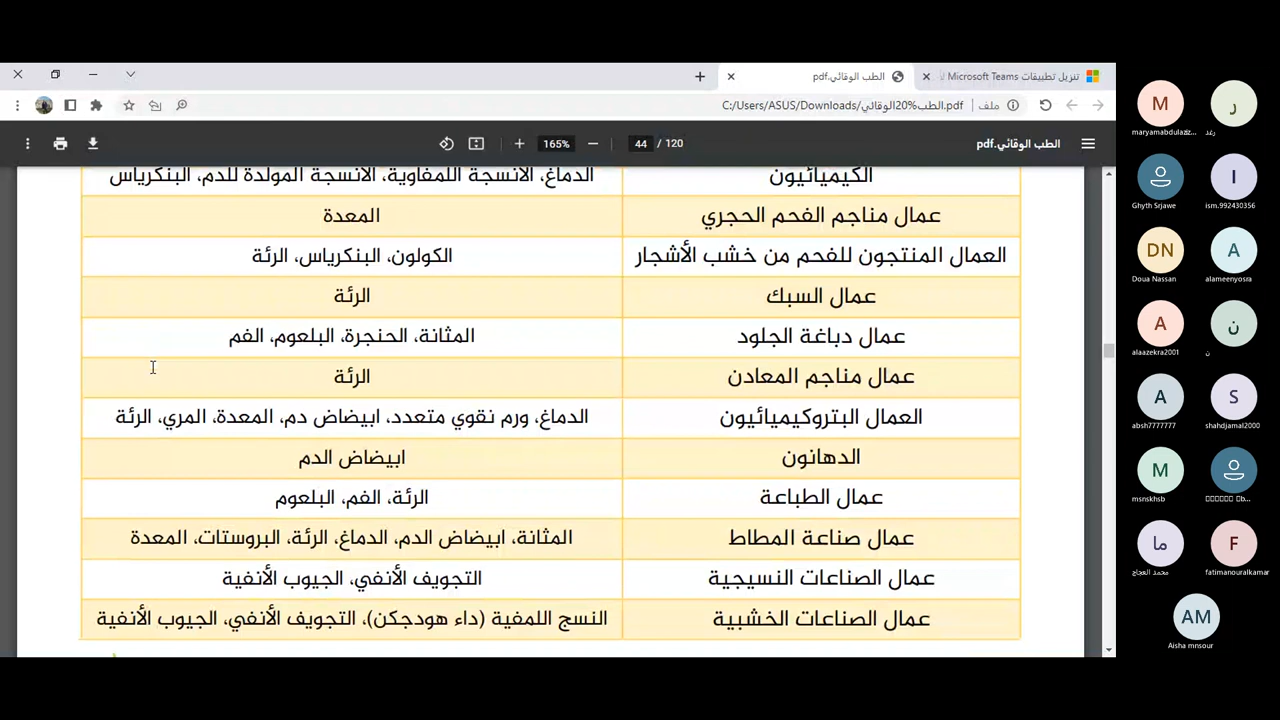 تنزيل تطبيقات Microsoft Teams
الطب الوقائي.pdf
ملف
C:/Users/ASUS/Downloads/الطب%20الوقائي.pdf
الطب الوقائي.pdf
44 / 120
165%
الكيميائيون الدماغ، الأنسجة اللمفاوية، الأنسجة المولدة للدم، البنكرياس
عمال مناجم الفحم الحجري المعدة
العمال المنتجون للفحم من خشب الأشجار الكولون، البنكرياس، الرئة
عمال السبك الرئة
عمال دباغة الجلود المثانة، الحنجرة، البلعوم، الفم
عمال مناجم المعادن الرئة
العمال البتروكيميائيون الدماغ، ورم نقوي متعدد، ابيضاض دم، المعدة، المري، الرئة
الدهانون ابيضاض الدم
عمال الطباعة الرئة، الفم، البلعوم
عمال صناعة المطاط المثانة، ابيضاض الدم، الدماغ، الرئة، البروستات، المعدة
عمال الصناعات النسيجية التجويف الأنفي، الجيوب الأنفية
عمال الصناعات الخشبية النسج اللمفية (داء هودجكن)، التجويف الأنفي، الجيوب الأنفية
M ر
maryamabdulaziz... رغد
I
Ghyth Srjawe ism.992430356
DN A
Doua Nassan alameenyosra
A ن
alaazekra2001 ن
A S
absh7777777 shahdjamal2000
M
msnskhsb
ما F
محمد العجاج fatimanouralkamar
AM
Aisha mnsour